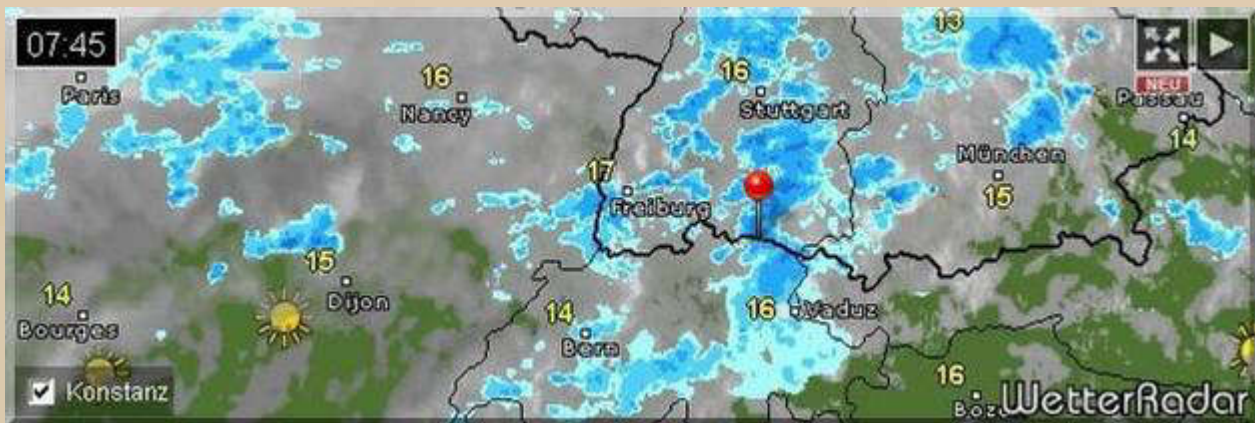 07:45
13
NEU
16
16
Paris
Nancy
Stuttgart
Passau
14
München
17
15
Freiburg
15
Dijon
14
Bourges
14
Bern
16
Vaduz
16
Konstanz
WetterRadar